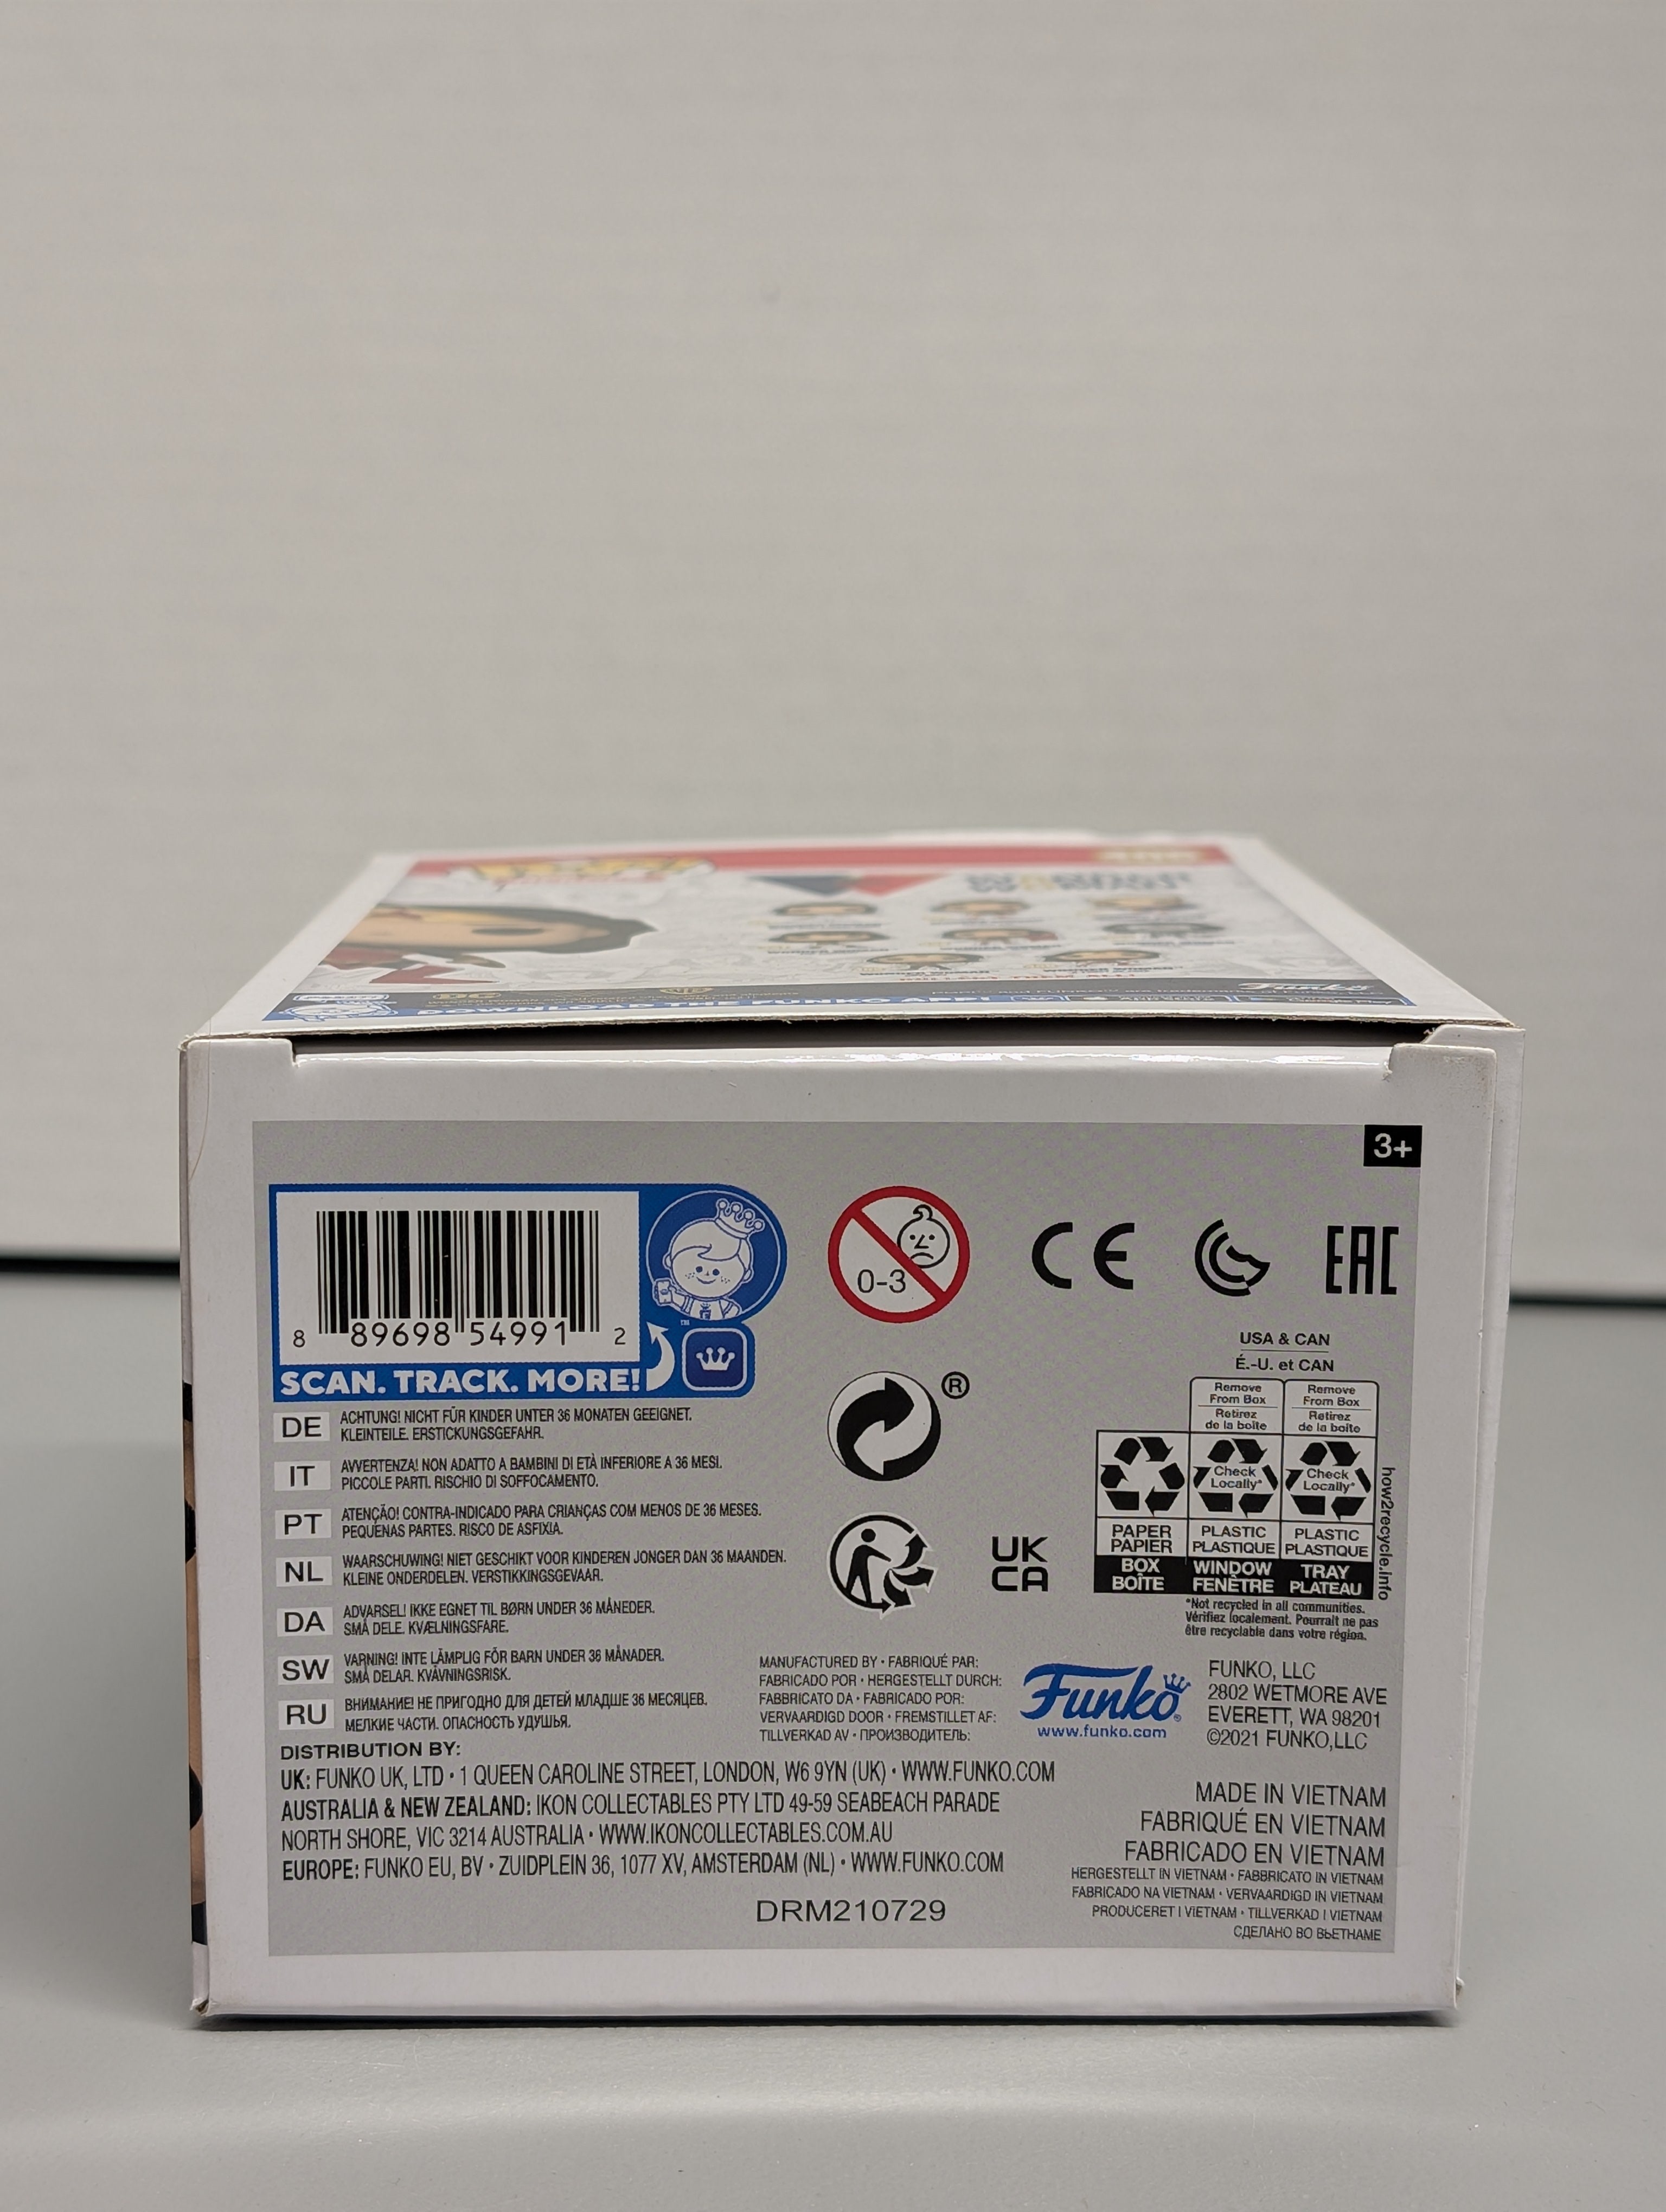 DOWNLOAD THE FUNKO APP!
3+
8 89698 54991 2
SCAN. TRACK. MORE!
™
0-3
CE
EAC
®
USA & CAN
É.-U. et CAN
Remove From Box
Retirez de la boîte
Remove From Box
Retirez de la boîte
Check Locally*
Check Locally*
PAPER PAPIER
PLASTIC PLASTIQUE
PLASTIC PLASTIQUE
BOX BOÎTE
WINDOW FENÊTRE
TRAY PLATEAU
how2recycle.info
*Not recycled in all communities.
Vérifiez localement. Pourrait ne pas
être recyclable dans votre région.
UK
CA
DE ACHTUNG! NICHT FÜR KINDER UNTER 36 MONATEN GEEIGNET.
KLEINTEILE. ERSTICKUNGSGEFAHR.
IT AVVERTENZA! NON ADATTO A BAMBINI DI ETÀ INFERIORE A 36 MESI.
PICCOLE PARTI. RISCHIO DI SOFFOCAMENTO.
PT ATENÇÃO! CONTRA-INDICADO PARA CRIANÇAS COM MENOS DE 36 MESES.
PEQUENAS PARTES. RISCO DE ASFIXIA.
NL WAARSCHUWING! NIET GESCHIKT VOOR KINDEREN JONGER DAN 36 MAANDEN.
KLEINE ONDERDELEN. VERSTIKKINGSGEVAAR.
DA ADVARSEL! IKKE EGNET TIL BØRN UNDER 36 MÅNEDER.
SMÅ DELE. KVÆLNINGSFARE.
SW VARNING! INTE LÄMPLIG FÖR BARN UNDER 36 MÅNADER.
SMÅ DELAR. KVÄVNINGSRISK.
RU ВНИМАНИЕ! НЕ ПРИГОДНО ДЛЯ ДЕТЕЙ МЛАДШЕ 36 МЕСЯЦЕВ.
МЕЛКИЕ ЧАСТИ. ОПАСНОСТЬ УДУШЬЯ.
MANUFACTURED BY • FABRIQUÉ PAR:
FABRICADO POR • HERGESTELLT DURCH:
FABBRICATO DA • FABRICADO POR:
VERVAARDIGD DOOR • FREMSTILLET AF:
TILLVERKAD AV • ПРОИЗВОДИТЕЛЬ:
Funko
www.funko.com
FUNKO, LLC
2802 WETMORE AVE
EVERETT, WA 98201
©2021 FUNKO,LLC
DISTRIBUTION BY:
UK: FUNKO UK, LTD • 1 QUEEN CAROLINE STREET, LONDON, W6 9YN (UK) • WWW.FUNKO.COM
AUSTRALIA & NEW ZEALAND: IKON COLLECTABLES PTY LTD 49-59 SEABEACH PARADE
NORTH SHORE, VIC 3214 AUSTRALIA • WWW.IKONCOLLECTABLES.COM.AU
EUROPE: FUNKO EU, BV • ZUIDPLEIN 36, 1077 XV, AMSTERDAM (NL) • WWW.FUNKO.COM
DRM210729
MADE IN VIETNAM
FABRIQUÉ EN VIETNAM
FABRICADO EN VIETNAM
HERGESTELLT IN VIETNAM • FABBRICATO IN VIETNAM
FABRICADO NA VIETNAM • VERVAARDIGD IN VIETNAM
PRODUCERET I VIETNAM • TILLVERKAD I VIETNAM
СДЕЛАНО ВО ВЬЕТНАМЕ